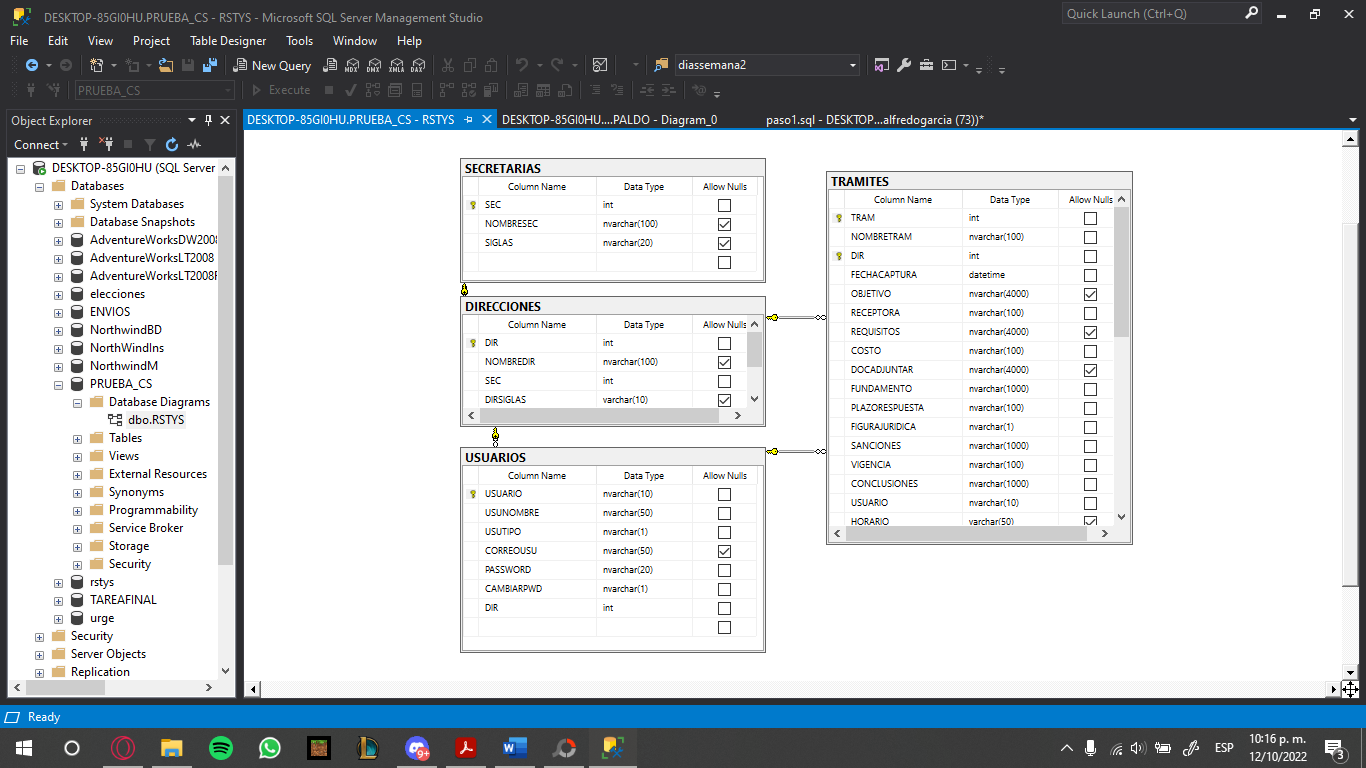 DESKTOP-85GI0HU.PRUEBA_CS - RSTYS - Microsoft SQL Server Management Studio
Quick Launch (Ctrl+Q)
File Edit View Project Table Designer Tools Window Help
New Query MDX DMX XMLA DAX diassemana2
PRUEBA_CS Execute
Object Explorer
DESKTOP-85GI0HU.PRUEBA_CS - RSTYS
DESKTOP-85GI0HU....PALDO - Diagram_0
paso1.sql - DESKTOP...alfredogarcia (73))*
Connect
DESKTOP-85GI0HU (SQL Server
Databases
System Databases
Database Snapshots
AdventureWorksDW2008
AdventureWorksLT2008
AdventureWorksLT2008R
elecciones
ENVIOS
NorthwindBD
NorthWindIns
NorthwindM
PRUEBA_CS
Database Diagrams
dbo.RSTYS
Tables
Views
External Resources
Synonyms
Programmability
Service Broker
Storage
Security
rstys
TAREAFINAL
urge
Security
Server Objects
Replication
SECRETARIAS
Column Name Data Type Allow Nulls
SEC int
NOMBRESEC nvarchar(100)
SIGLAS nvarchar(20)
DIRECCIONES
Column Name Data Type Allow Nulls
DIR int
NOMBREDIR nvarchar(100)
SEC int
DIRSIGLAS varchar(10)
USUARIOS
Column Name Data Type Allow Nulls
USUARIO nvarchar(10)
USUNOMBRE nvarchar(50)
USUTIPO nvarchar(1)
CORREOUSU nvarchar(50)
PASSWORD nvarchar(20)
CAMBIARPWD nvarchar(1)
DIR int
TRAMITES
Column Name Data Type Allow Nulls
TRAM int
NOMBRETRAM nvarchar(100)
DIR int
FECHACAPTURA datetime
OBJETIVO nvarchar(4000)
RECEPTORA nvarchar(100)
REQUISITOS nvarchar(4000)
COSTO nvarchar(100)
DOCADJUNTAR nvarchar(4000)
FUNDAMENTO nvarchar(1000)
PLAZORESPUESTA nvarchar(100)
FIGURAJURIDICA nvarchar(1)
SANCIONES nvarchar(1000)
VIGENCIA nvarchar(100)
CONCLUSIONES nvarchar(1000)
USUARIO nvarchar(10)
HORARIO varchar(50)
Ready
9+
ESP
10:16 p. m.
12/10/2022
3